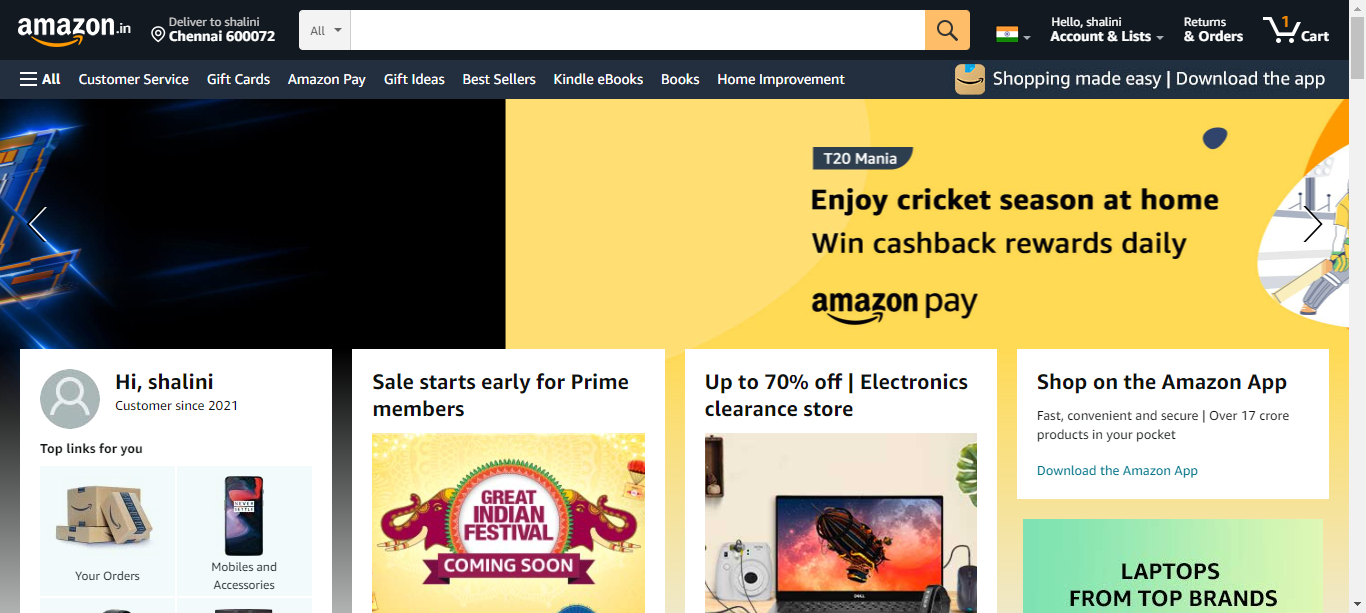 amazon.in
Deliver to shalini
Chennai 600072
All
Hello, shalini
Account & Lists
Returns
& Orders
1
Cart
All
Customer Service
Gift Cards
Amazon Pay
Gift Ideas
Best Sellers
Kindle eBooks
Books
Home Improvement
Shopping made easy | Download the app
T20 Mania
Enjoy cricket season at home
Win cashback rewards daily
amazon pay
Hi, shalini
Customer since 2021
Top links for you
Your Orders
Mobiles and
Accessories
Sale starts early for Prime
members
GREAT
INDIAN
FESTIVAL
COMING SOON
Up to 70% off | Electronics
clearance store
DELL
Shop on the Amazon App
Fast, convenient and secure | Over 17 crore
products in your pocket
Download the Amazon App
LAPTOPS
FROM TOP BRANDS